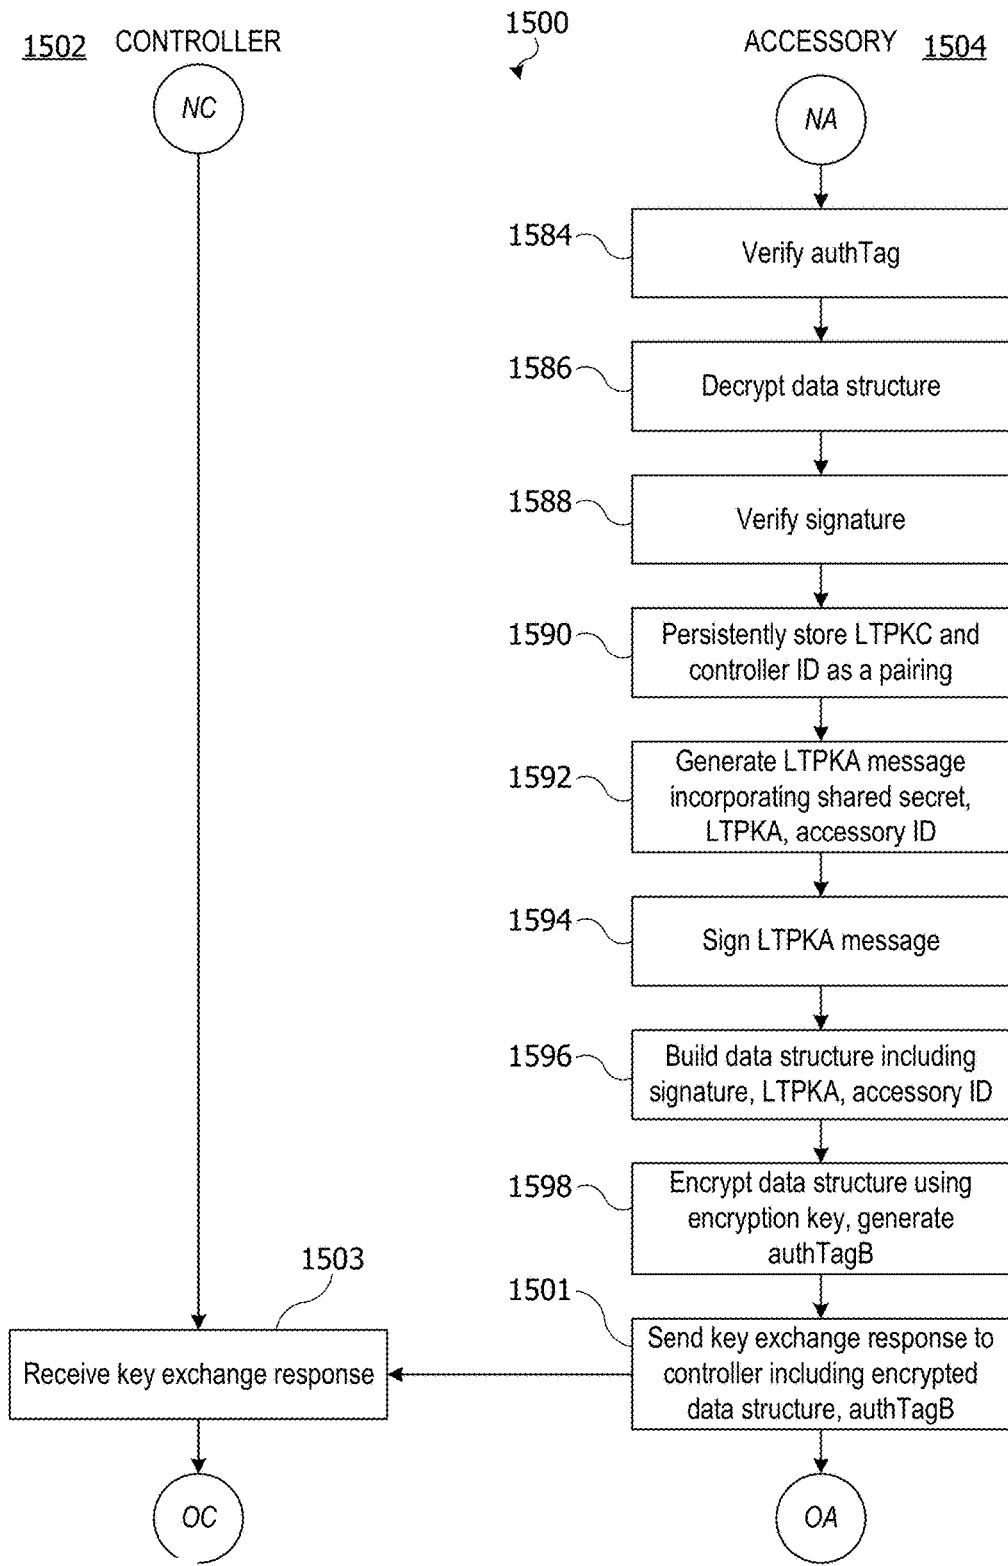 1502 CONTROLLER
1500
ACCESSORY 1504
NC
NA
1584
Verify authTag
1586
Decrypt data structure
1588
Verify signature
1590
Persistently store LTPKC and
controller ID as a pairing
1592
Generate LTPKA message
incorporating shared secret,
LTPKA, accessory ID
1594
Sign LTPKA message
1596
Build data structure including
signature, LTPKA, accessory ID
1598
Encrypt data structure using
encryption key, generate
authTagB
1503
Receive key exchange response
1501
Send key exchange response to
controller including encrypted
data structure, authTagB
OC
OA